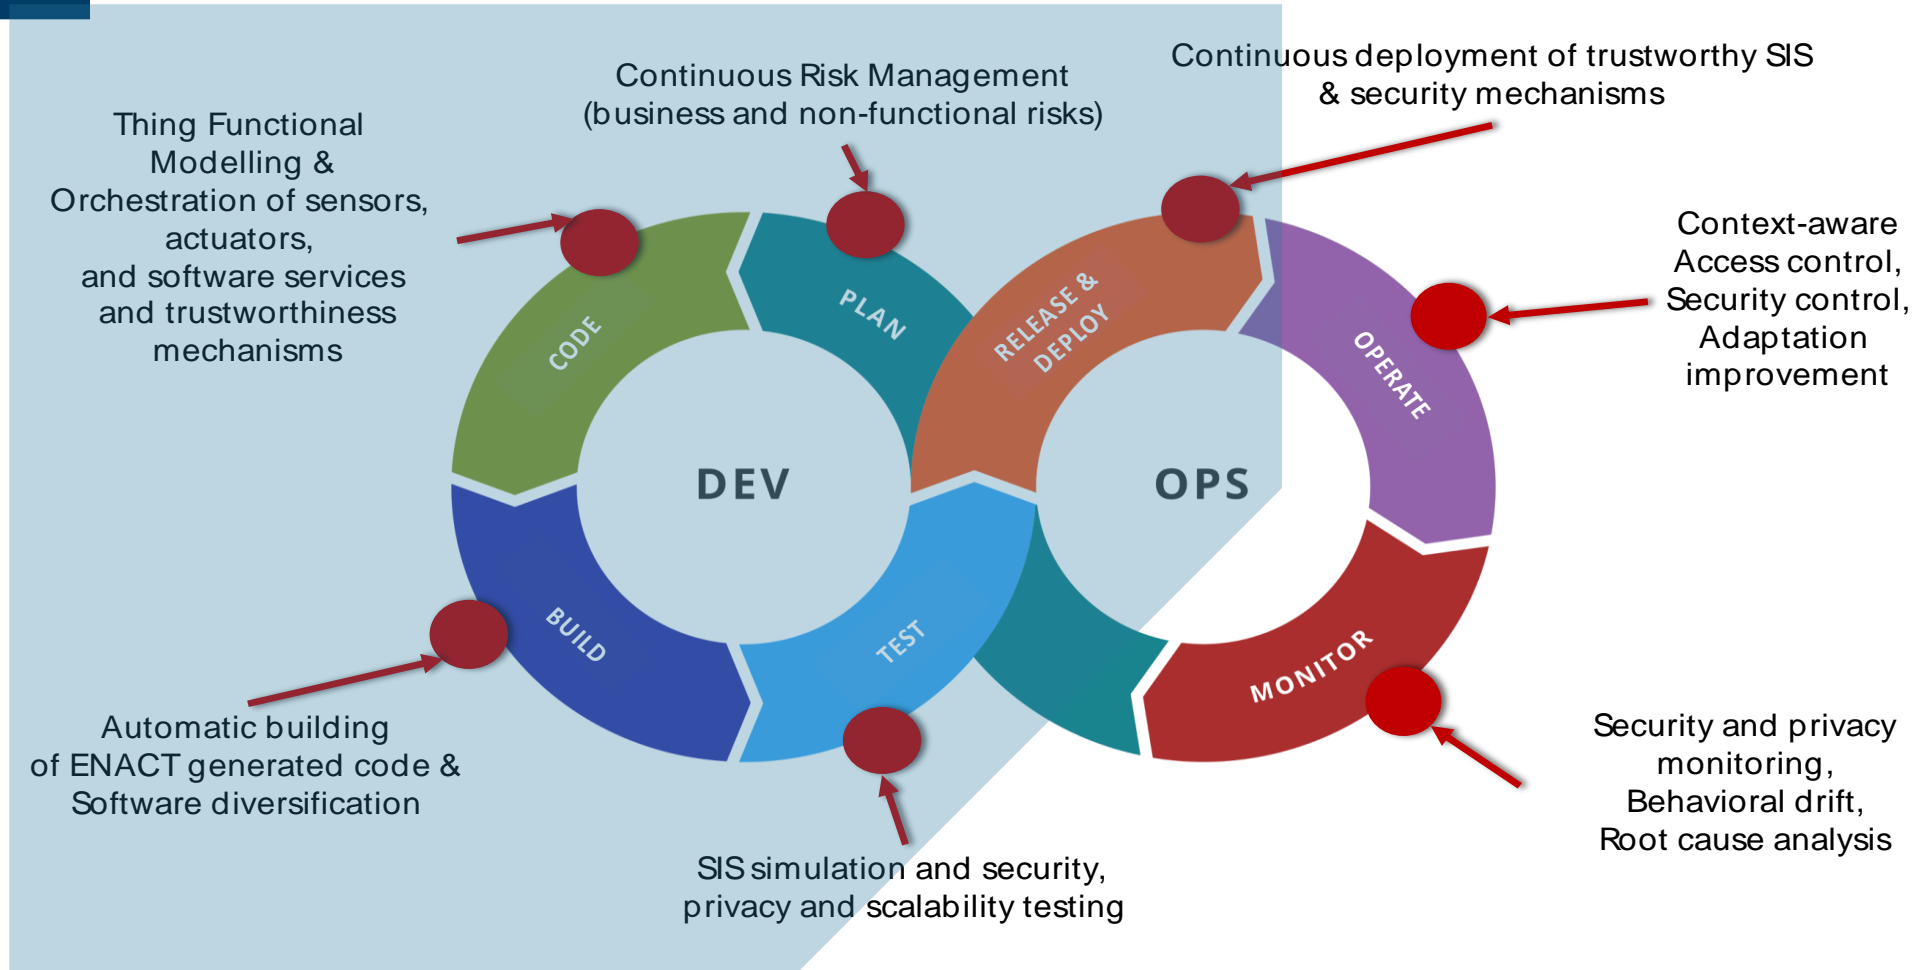 Continuous Risk Management
(business and non-functional risks)
Continuous deployment of trustworthy SIS
& security mechanisms
Thing Functional
Modelling &
Orchestration of sensors,
actuators,
and software services
and trustworthiness
mechanisms
Context-aware
Access control,
Security control,
Adaptation
improvement
CODE
PLAN
RELEASE &
DEPLOY
OPERATE
DEV
OPS
BUILD
TEST
MONITOR
Automatic building
of ENACT generated code &
Software diversification
SIS simulation and security,
privacy and scalability testing
Security and privacy
monitoring,
Behavioral drift,
Root cause analysis